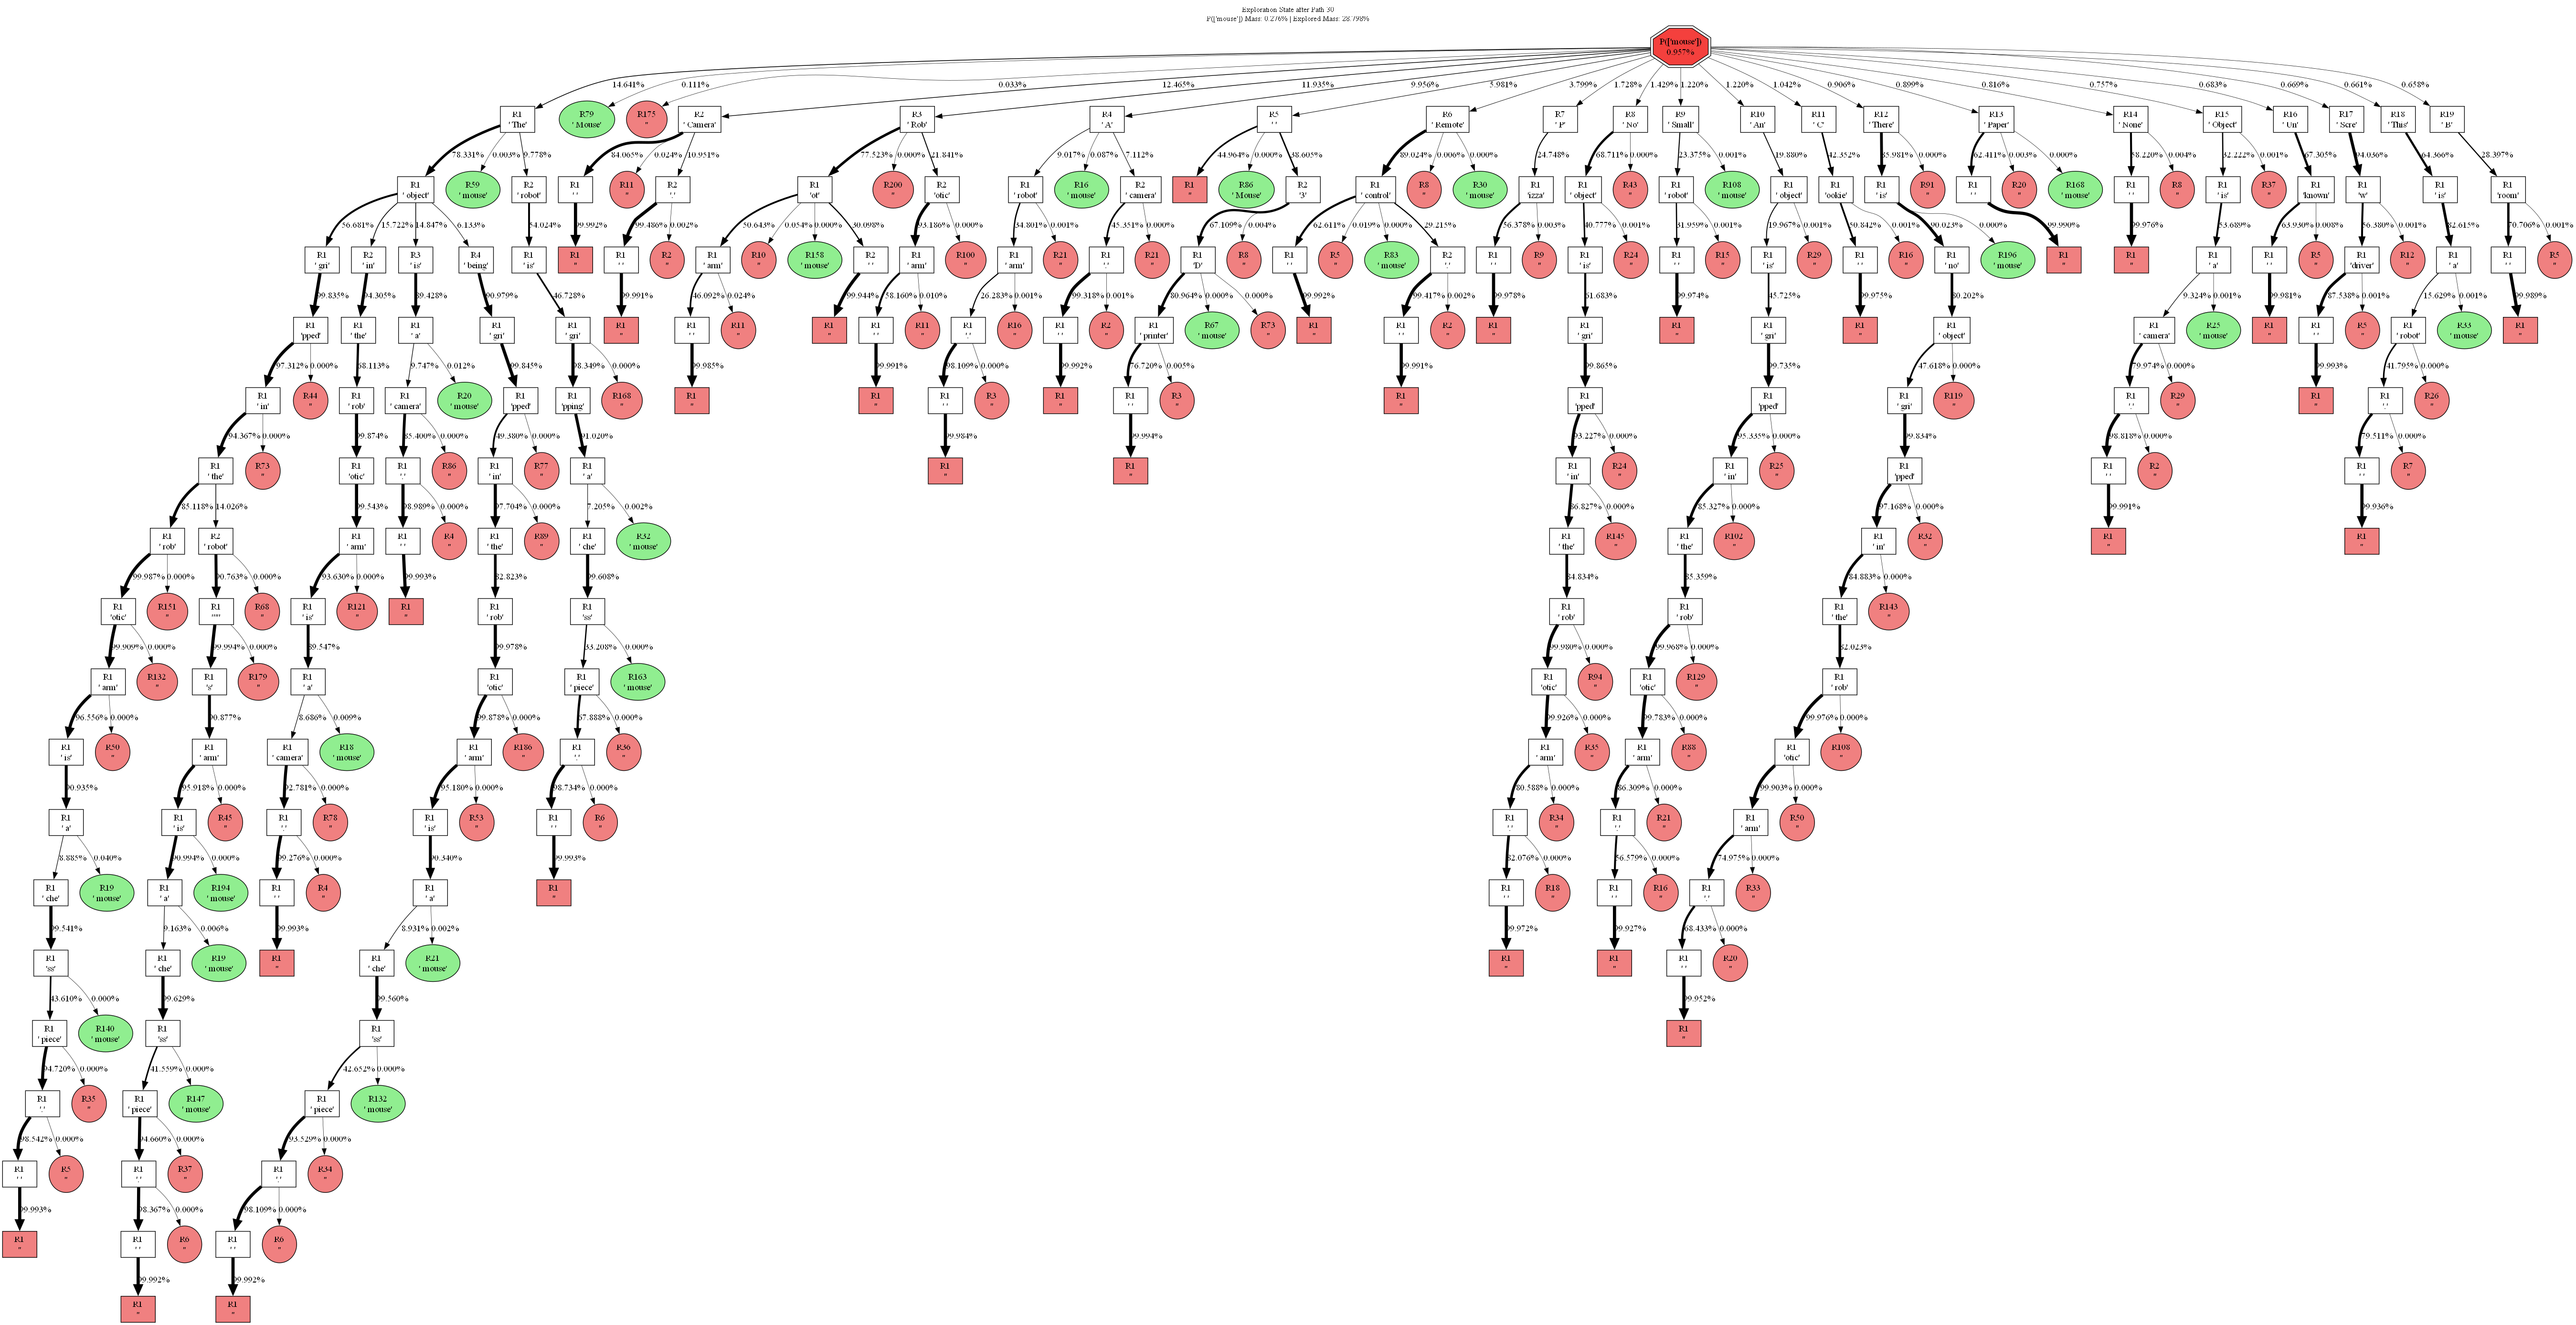 Exploration State after Path 30
P(['mouse']) Mass: 0.276% | Explored Mass: 28.798%
P(['mouse'])
0.957%
14.641% 0.111% 0.033% 12.465% 11.935% 9.956% 5.981% 3.799% 1.728% 1.429% 1.220% 1.220% 1.042% 0.906% 0.899% 0.816% 0.757% 0.683% 0.669% 0.661% 0.658%
R1 R79 R175 R2 R3 R4 R5 R6 R7 R8 R9 R10 R11 R12 R13 R14 R15 R16 R17 R18 R19
' The' ' Mouse' '' ' Camera' ' Rob' ' A' ' ' ' Remote' ' P' ' No' ' Small' ' An' ' C' ' There' ' Paper' ' None' ' Object' ' Un' ' Scre' ' This' ' B'
78.331% 0.003% 9.778% 84.065% 0.024% 10.951% 77.523% 0.000% 21.841% 9.017% 0.087% 7.112% 44.964% 0.000% 38.605% 89.024% 0.006% 0.000% 24.748% 68.711% 0.000% 23.375% 0.001% 19.880% 42.352% 85.981% 0.000% 62.411% 0.003% 0.000% 58.220% 0.004% 32.222% 0.001% 67.305% 94.036% 64.366% 28.397%
R1 R59 R2 R1 R11 R2 R1 R200 R2 R1 R16 R2 R1 R86 R2 R1 R8 R30 R1 R1 R43 R1 R108 R1 R1 R1 R91 R1 R20 R168 R1 R8 R1 R37 R1 R1 R1 R1
' object' ' mouse' ' robot' ' ' '' '.' 'ot' '' 'otic' ' robot' ' mouse' ' camera' '' ' Mouse' '3' ' control' '' ' mouse' 'izza' ' object' '' ' robot' ' mouse' ' object' 'ookie' ' is' '' ' ' '' ' mouse' ' ' '' ' is' '' 'known' 'w' ' is' 'room'
56.681% 15.722% 14.847% 6.133% 54.024% 99.992% 99.486% 0.002% 50.643% 0.054% 0.000% 30.098% 93.186% 0.000% 34.801% 0.001% 45.351% 0.000% 67.109% 0.004% 62.611% 0.019% 0.000% 29.215% 56.378% 0.003% 40.777% 0.001% 31.959% 0.001% 19.967% 0.001% 50.842% 0.001% 90.023% 0.000% 99.990% 99.976% 53.689% 63.930% 0.008% 56.380% 0.001% 82.615% 70.706% 0.001%
R1 R2 R3 R4 R1 R1 R1 R2 R1 R10 R158 R2 R1 R100 R1 R21 R1 R21 R1 R8 R1 R5 R83 R2 R1 R9 R1 R24 R1 R15 R1 R29 R1 R16 R1 R196 R1 R1 R1 R1 R5 R1 R12 R1 R1 R5
' gri' ' in' ' is' ' being' ' is' '' ' ' '' ' arm' '' ' mouse' ' ' ' arm' '' ' arm' '' '.' '' 'D' '' ' ' '' ' mouse' '.' ' ' '' ' is' '' ' ' '' ' is' '' ' ' '' ' no' ' mouse' '' '' ' a' ' ' '' 'driver' '' ' a' ' ' ''
99.835% 94.305% 89.428% 90.979% 46.728% 99.991% 46.092% 0.024% 99.944% 58.160% 0.010% 26.283% 0.001% 99.318% 0.001% 80.964% 0.000% 0.000% 99.992% 99.417% 0.002% 99.978% 61.683% 99.974% 45.725% 99.975% 80.202% 9.324% 0.001% 99.981% 87.538% 0.001% 15.629% 0.001% 99.989%
R1 R1 R1 R1 R1 R1 R1 R11 R1 R1 R11 R1 R16 R1 R2 R1 R67 R73 R1 R1 R2 R1 R1 R1 R1 R1 R1 R1 R25 R1 R1 R5 R1 R33 R1
'pped' ' the' ' a' ' gri' ' gri' '' ' ' '' '' ' ' '' '.' '' ' ' '' ' printer' ' mouse' '' '' ' ' '' '' ' gri' '' ' gri' '' ' object' ' camera' ' mouse' '' ' ' '' ' robot' ' mouse' ''
97.312% 0.000% 68.113% 9.747% 0.012% 99.845% 98.349% 0.000% 99.985% 99.991% 98.109% 0.000% 99.992% 76.720% 0.005% 99.991% 99.865% 99.735% 47.618% 0.000% 79.974% 0.000% 99.993% 41.795% 0.000%
R1 R44 R1 R1 R20 R1 R1 R168 R1 R1 R1 R3 R1 R1 R3 R1 R1 R1 R1 R119 R1 R29 R1 R1 R26
' in' '' ' rob' ' camera' ' mouse' 'pped' 'pping' '' '' '' ' ' '' '' ' ' '' '' 'pped' 'pped' ' gri' '' '.' '' '' '.' ''
94.367% 0.000% 99.874% 85.400% 0.000% 49.380% 0.000% 91.020% 99.984% 99.994% 93.227% 0.000% 95.335% 0.000% 99.834% 98.818% 0.000% 79.511% 0.000%
R1 R73 R1 R1 R86 R1 R77 R1 R1 R1 R1 R24 R1 R25 R1 R1 R2 R1 R7
' the' '' 'otic' '.' '' ' in' '' ' a' '' '' ' in' '' ' in' '' 'pped' ' ' '' ' ' ''
85.118% 14.026% 99.543% 98.989% 0.000% 97.704% 0.000% 7.205% 0.002% 86.827% 0.000% 85.327% 0.000% 97.168% 0.000% 99.991% 99.936%
R1 R2 R1 R1 R4 R1 R89 R1 R32 R1 R145 R1 R102 R1 R32 R1 R1
' rob' ' robot' ' arm' ' ' '' ' the' '' ' che' ' mouse' ' the' '' ' the' '' ' in' '' '' ''
99.987% 0.000% 90.763% 0.000% 93.630% 0.000% 99.993% 82.823% 99.608% 84.834% 85.359% 84.883% 0.000%
R1 R151 R1 R68 R1 R121 R1 R1 R1 R1 R1 R1 R143
'otic' '' ''' '' ' is' '' '' ' rob' 'ss' ' rob' ' rob' ' the' ''
99.909% 0.000% 99.994% 0.000% 89.547% 99.978% 33.208% 0.000% 99.980% 0.000% 99.968% 0.000% 82.023%
R1 R132 R1 R179 R1 R1 R1 R163 R1 R94 R1 R129 R1
' arm' '' 's' '' ' a' 'otic' ' piece' ' mouse' 'otic' '' 'otic' '' ' rob'
96.556% 0.000% 90.877% 8.686% 0.009% 99.878% 0.000% 67.888% 0.000% 99.926% 0.000% 99.783% 0.000% 99.976% 0.000%
R1 R50 R1 R1 R18 R1 R186 R1 R36 R1 R35 R1 R88 R1 R108
' is' '' ' arm' ' camera' ' mouse' ' arm' '' '.' '' ' arm' '' ' arm' '' 'otic' ''
90.935% 95.918% 0.000% 92.781% 0.000% 95.180% 0.000% 98.734% 0.000% 80.588% 0.000% 86.309% 0.000% 99.903% 0.000%
R1 R1 R45 R1 R78 R1 R53 R1 R6 R1 R34 R1 R21 R1 R50
' a' ' is' '' '.' '' ' is' '' ' ' '' '.' '' '.' '' ' arm' ''
8.885% 0.040% 90.994% 0.000% 99.276% 0.000% 90.340% 99.993% 82.076% 0.000% 56.579% 0.000% 74.975% 0.000%
R1 R19 R1 R194 R1 R4 R1 R1 R1 R18 R1 R16 R1 R33
' che' ' mouse' ' a' ' mouse' ' ' '' ' a' '' ' ' '' ' ' '' '.' ''
99.541% 9.163% 0.006% 99.993% 8.931% 0.002% 99.972% 99.927% 68.433% 0.000%
R1 R1 R19 R1 R1 R21 R1 R1 R1 R20
'ss' ' che' ' mouse' '' ' che' ' mouse' '' '' ' ' ''
43.610% 0.000% 99.629% 99.560% 99.952%
R1 R140 R1 R1 R1
' piece' ' mouse' 'ss' 'ss' ''
94.720% 0.000% 41.559% 0.000% 42.652% 0.000%
R1 R35 R1 R147 R1 R132
'.' '' ' piece' ' mouse' ' piece' ' mouse'
98.542% 0.000% 94.660% 0.000% 93.529% 0.000%
R1 R5 R1 R37 R1 R34
' ' '' '.' '' '.' ''
99.993% 98.367% 0.000% 98.109% 0.000%
R1 R1 R6 R1 R6
'' ' ' '' ' ' ''
99.992% 99.992%
R1 R1
'' ''